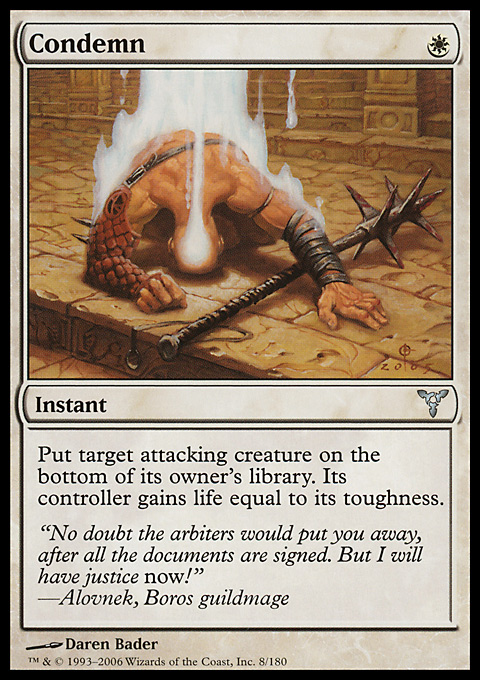 Condemn
2005
Instant
Put target attacking creature on the
bottom of its owner's library. Its
controller gains life equal to its toughness.
“No doubt the arbiters would put you away,
after all the documents are signed. But I will
have justice now!”
—Alovnek, Boros guildmage
Daren Bader
™ & © 1993–2006 Wizards of the Coast, Inc. 8/180